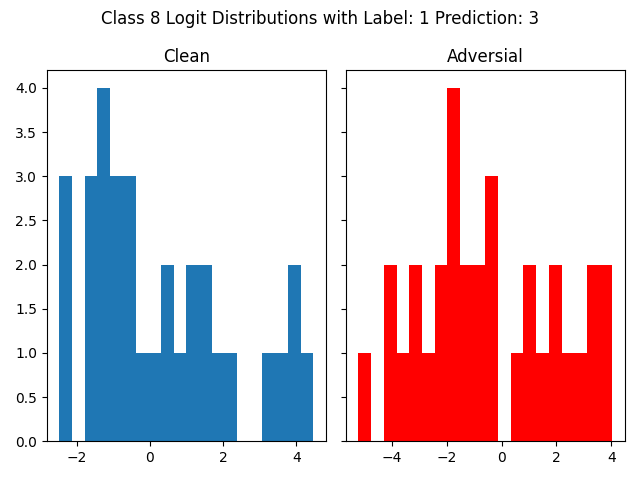 Class 8 Logit Distributions with Label: 1 Prediction: 3
Clean
Adversial
4.0
3.5
3.0
2.5
2.0
1.5
1.0
0.5
0.0
−2 0 2 4
−4 −2 0 2 4